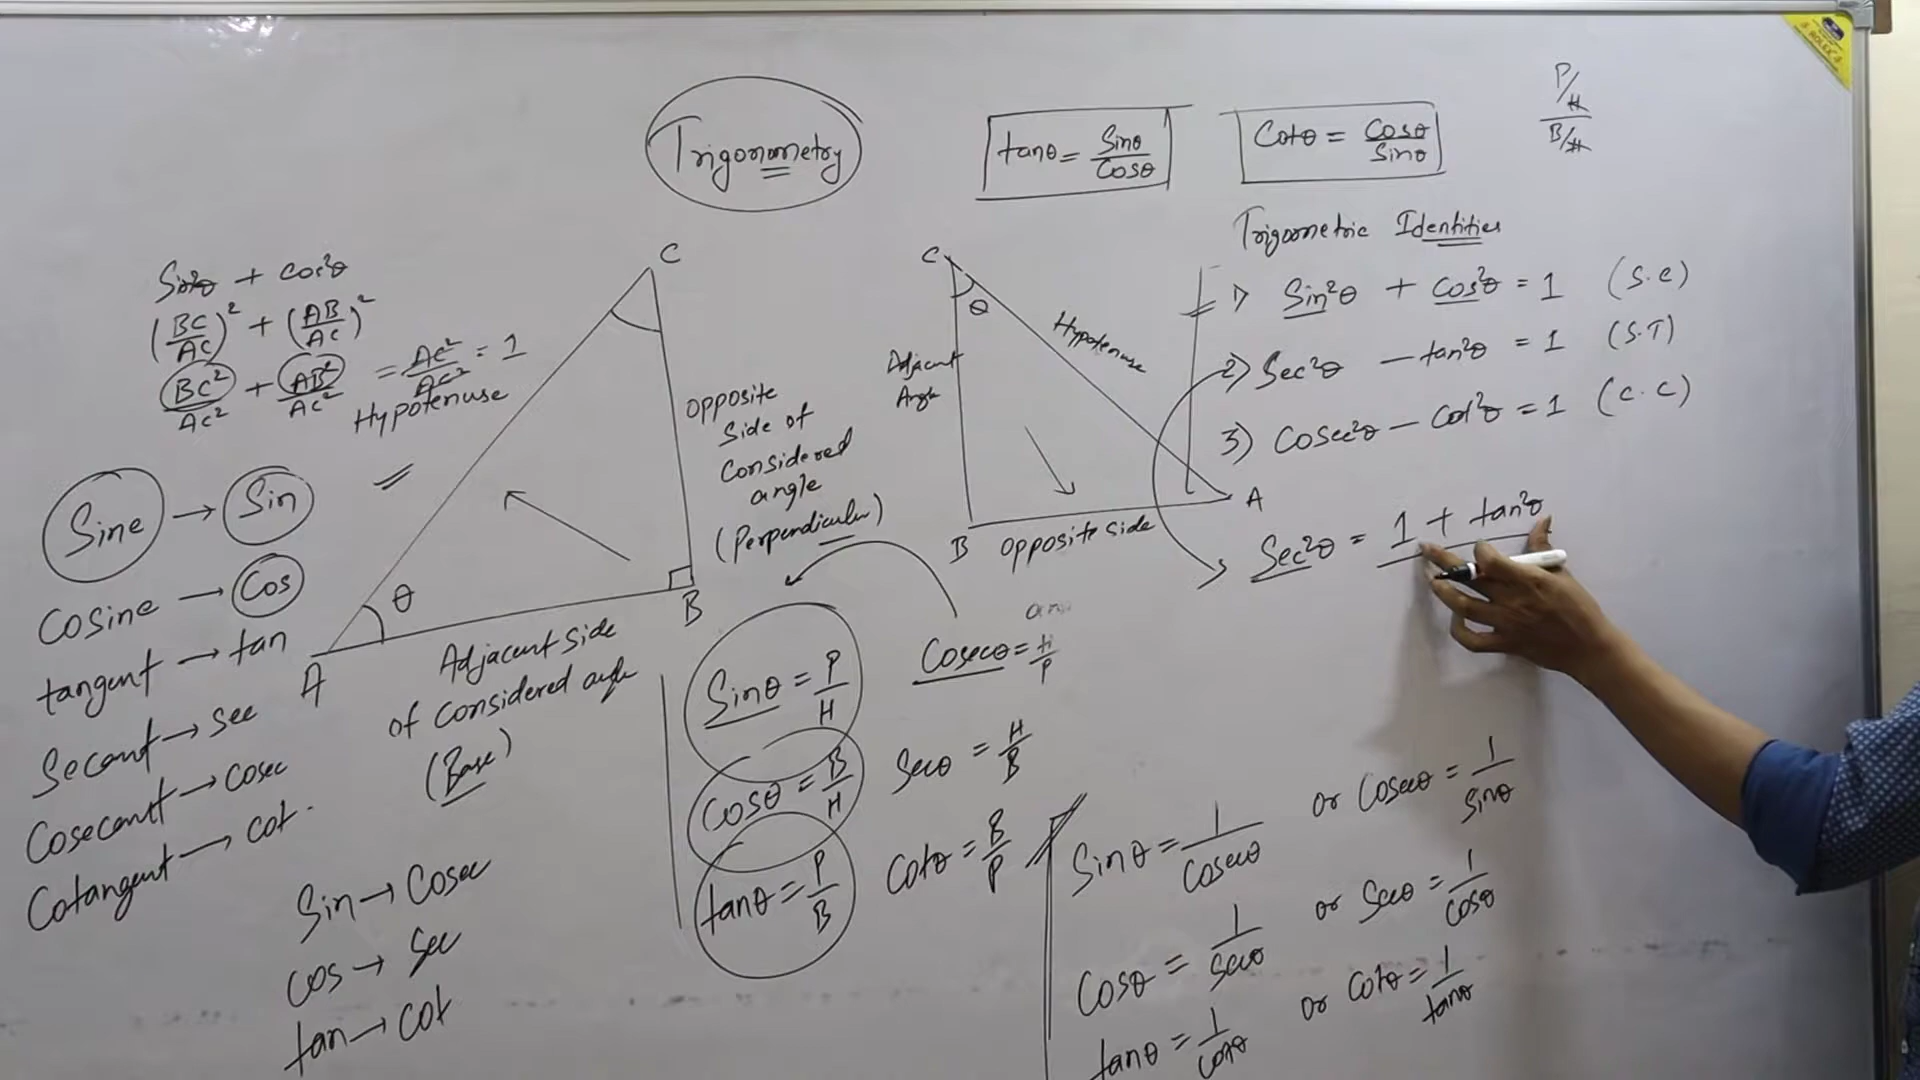 ROLEX
Trigonometry
tanθ = Sinθ/Cosθ
Cotθ = Cosθ/Sinθ
P/H
B/H
Sin²θ + Cos²θ
(BC/AC)² + (AB/AC)²
BC²/AC² + AB²/AC² = AC²/AC² = 1
Hypotenuse
C
A
B
θ
Opposite
Side of
Considered
angle
(Perpendicular)
Adjacent Side
of Considered angle
(Base)
Sine → Sin
Cosine → Cos
tangent → tan
Secant → sec
Cosecant → cosec
Cotangent → cot.
Sin → Cosec
Cos → Sec
tan → Cot
C
θ
Adjacent
Angle
Hypotenuse
B
Opposite side
A
Trigometric Identities
1) Sin²θ + Cos²θ = 1 (S.C)
2) Sec²θ – tan²θ = 1 (S.T)
3) Cosec²θ – Cot²θ = 1 (C.C)
Sec²θ = 1 + tan²θ
Sinθ = P/H
Cosecθ = H/P
Cosθ = B/H
Secθ = H/B
tanθ = P/B
Cotθ = B/P
Sinθ = 1/Cosecθ or Cosecθ = 1/Sinθ
Cosθ = 1/Secθ or Secθ = 1/Cosθ
tanθ = 1/Cotθ or Cotθ = 1/tanθ